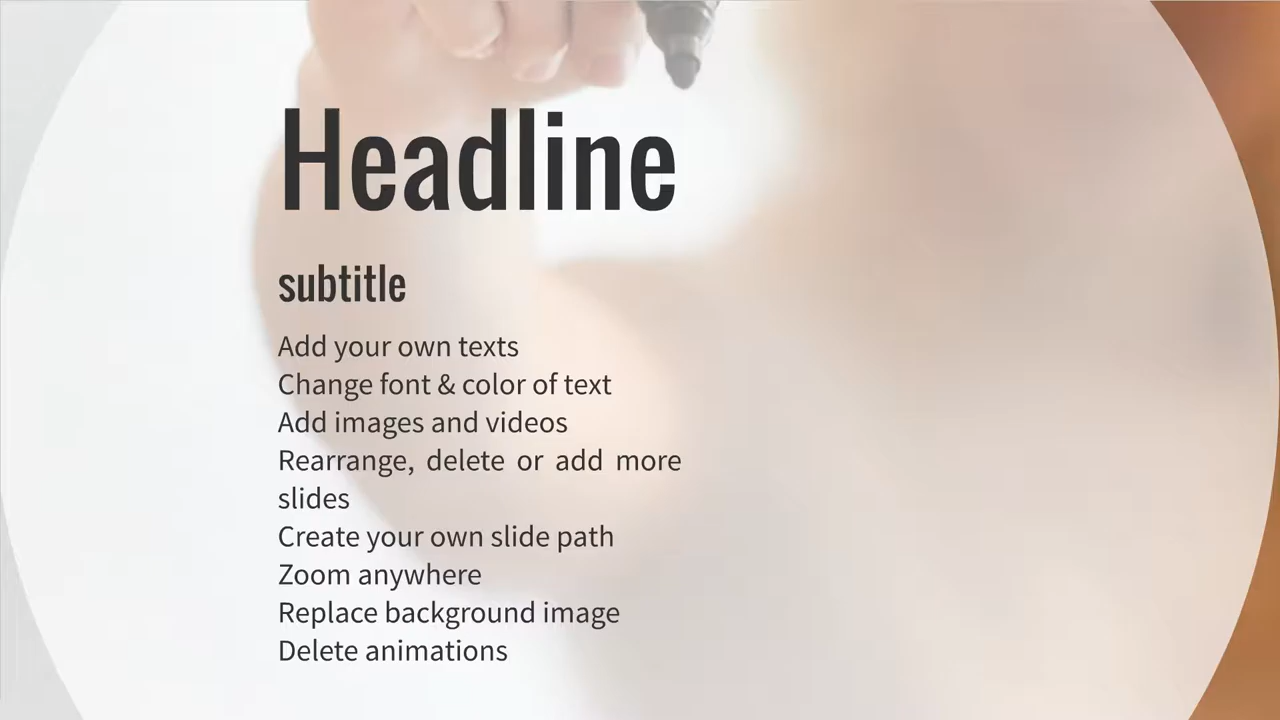 Headline
subtitle
Add your own texts
Change font & color of text
Add images and videos
Rearrange, delete or add more
slides
Create your own slide path
Zoom anywhere
Replace background image
Delete animations